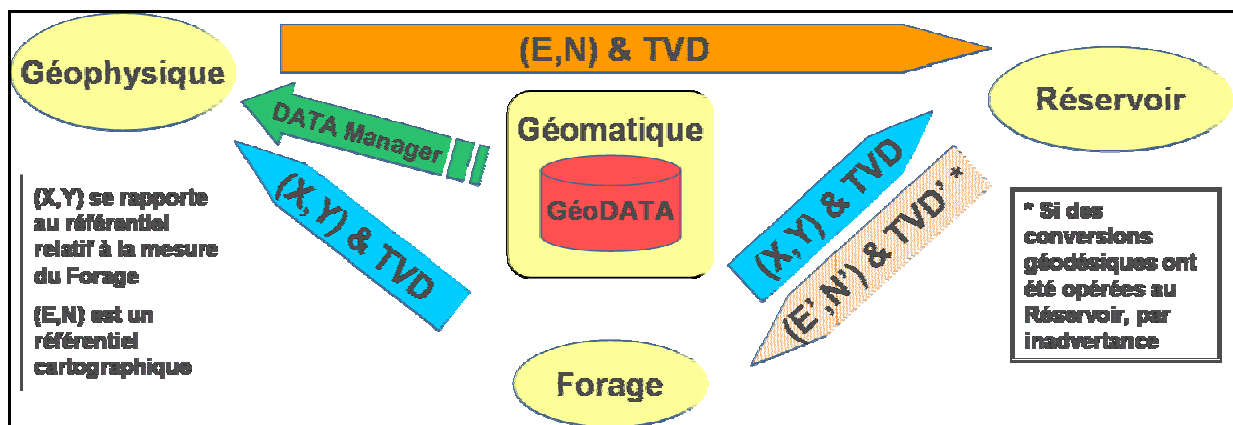 (E,N) & TVD
Géophysique
Réservoir
DATA Manager
Géomatique
GéoDATA
(X,Y) & TVD
(X,Y) & TVD
(E',N') & TVD' *
(X,Y) se rapporte
au référentiel
relatif à la mesure
du Forage
(E,N) est un
référentiel
cartographique
* Si des
conversions
géodésiques ont
été opérées au
Réservoir, par
inadvertance
Forage